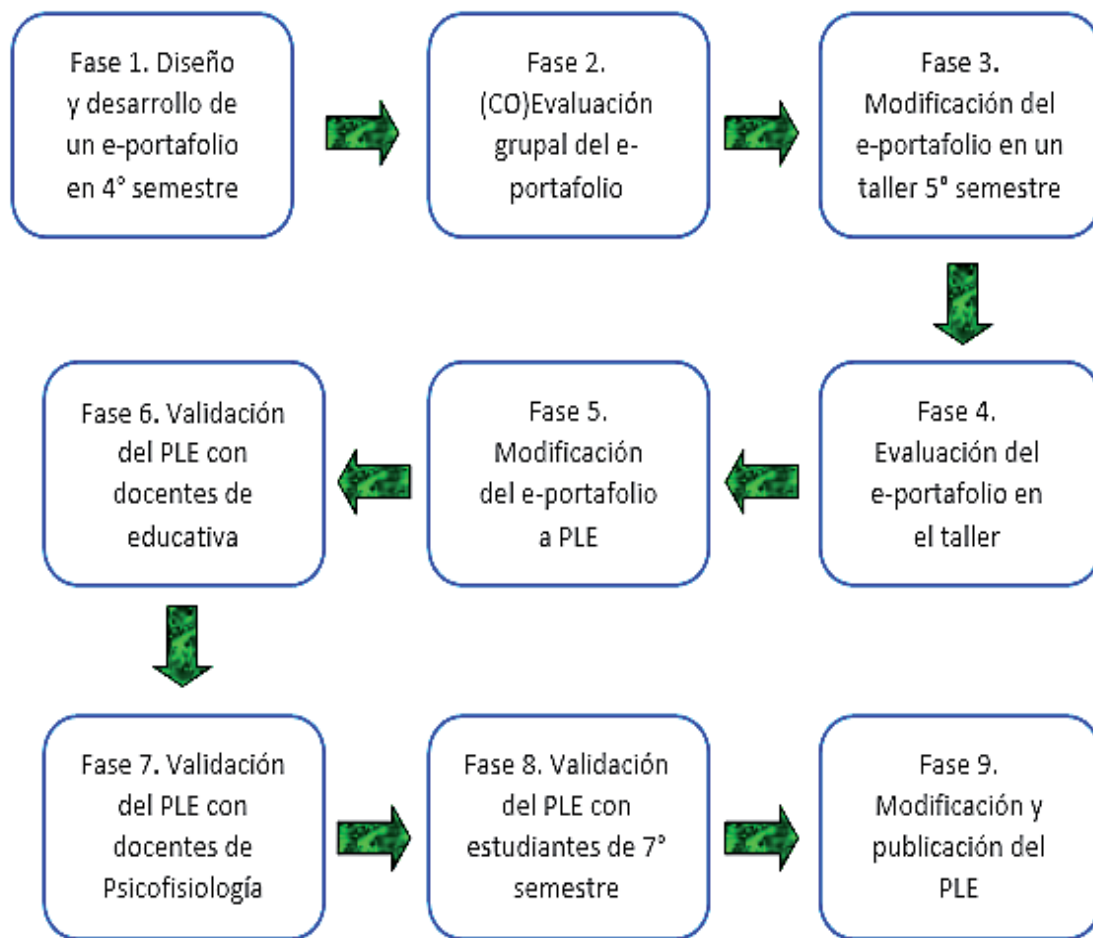 Fase 1. Diseño
y desarrollo de
un e-portafolio
en 4° semestre
Fase 2.
(CO)Evaluación
grupal del e-
portafolio
Fase 3.
Modificación del
e-portafolio en un
taller 5° semestre
Fase 4.
Evaluación del
e-portafolio en
el taller
Fase 5.
Modificación
del e-portafolio
a PLE
Fase 6. Validación
del PLE con
docentes de
educativa
Fase 7. Validación
del PLE con
docentes de
Psicofisiología
Fase 8. Validación
del PLE con
estudiantes de 7°
semestre
Fase 9.
Modificación y
publicación del
PLE